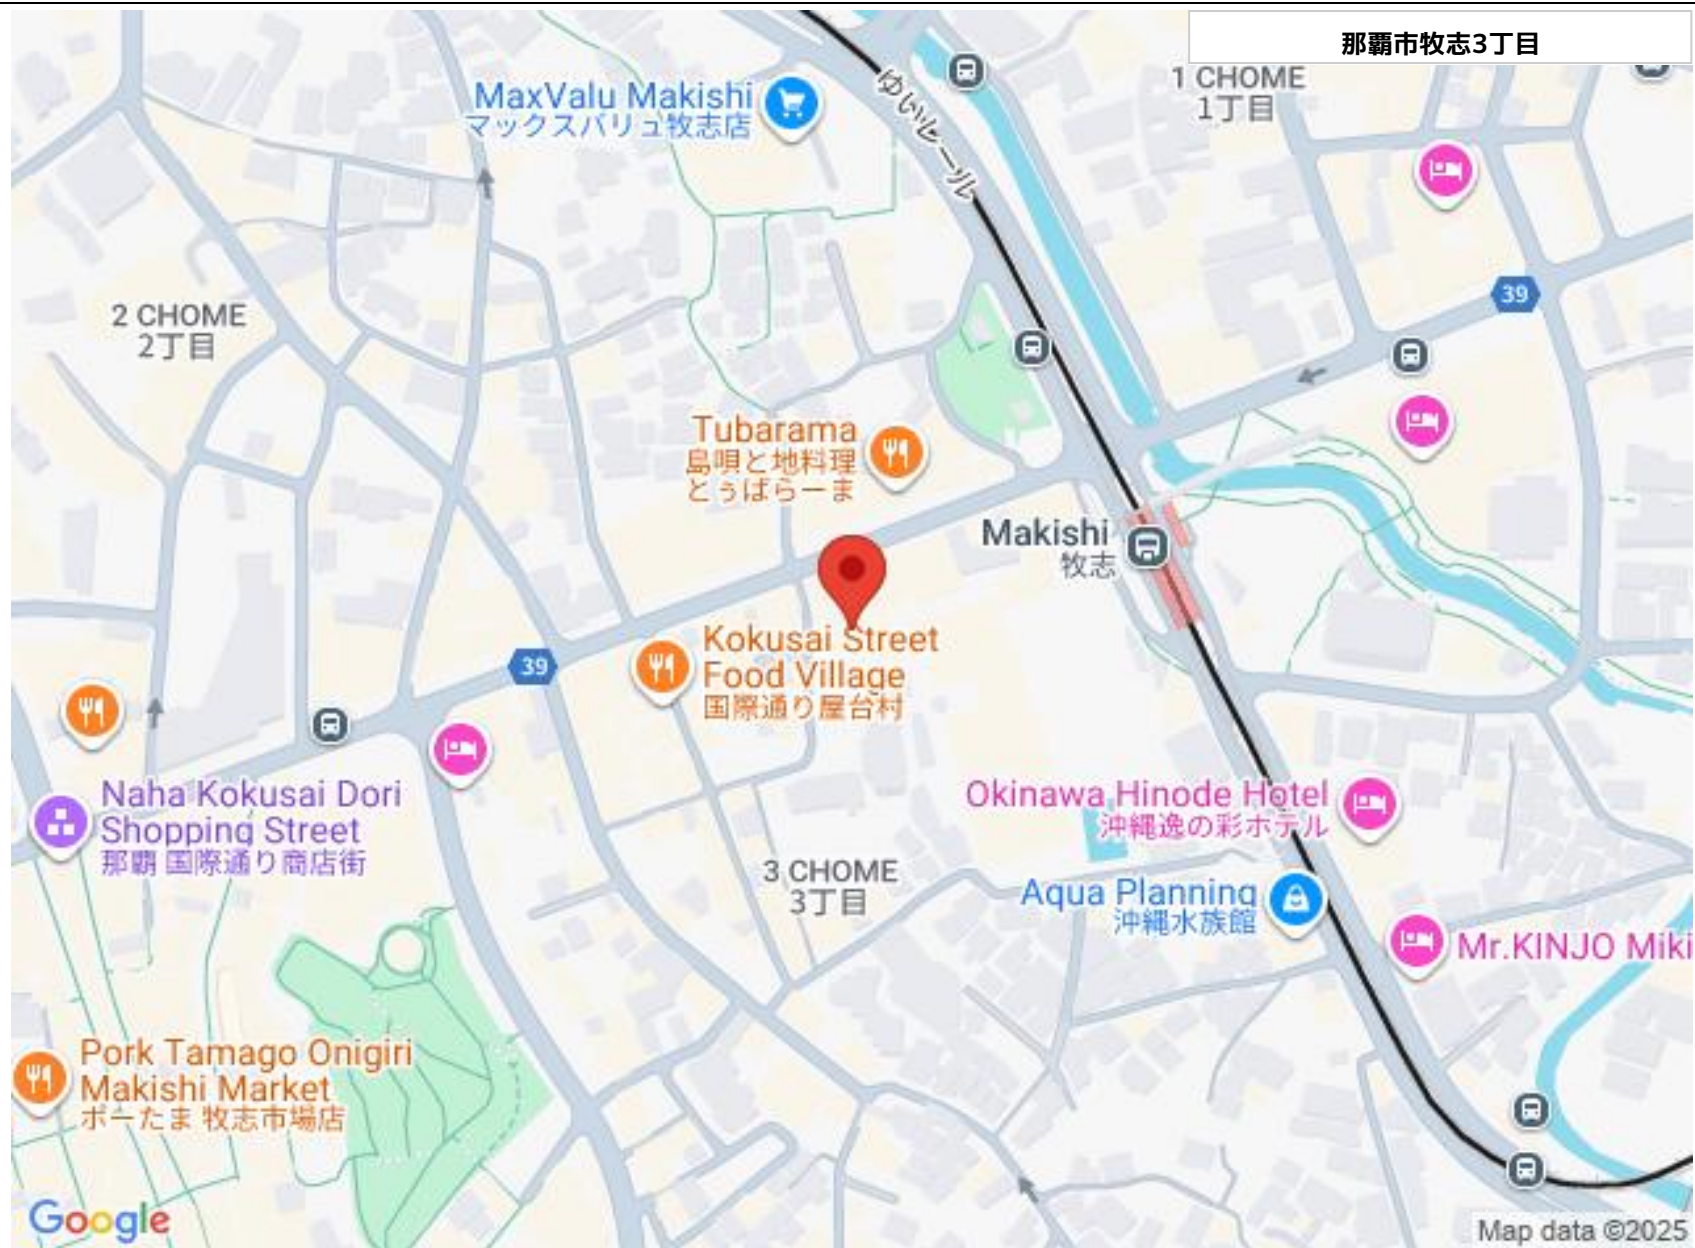 那覇市牧志3丁目
1 CHOME
1丁目
MaxValu Makishi
マックスバリュ牧志店
ゆいレール
39
2 CHOME
2丁目
Tubarama
島唄と地料理
とぅばらーま
Makishi
牧志
Kokusai Street
Food Village
国際通り屋台村
39
Naha Kokusai Dori
Shopping Street
那覇 国際通り商店街
Okinawa Hinode Hotel
沖縄逸の彩ホテル
3 CHOME
3丁目
Aqua Planning
沖縄水族館
Mr.KINJO Miki
Pork Tamago Onigiri
Makishi Market
ポーたま 牧志市場店
Google
Map data ©2025